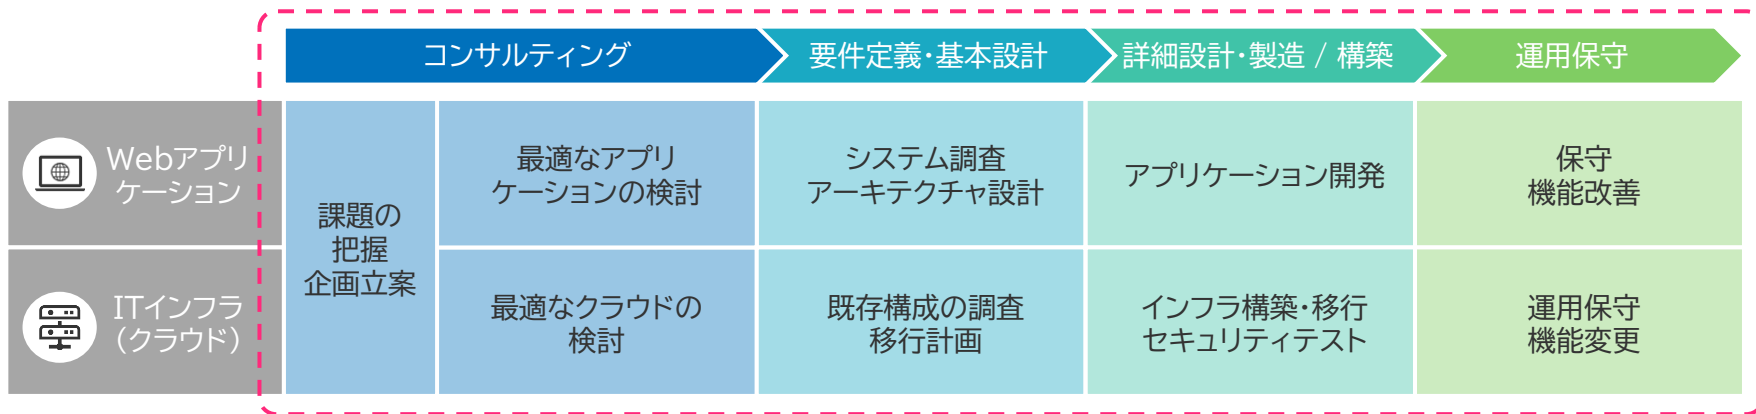 コンサルティング
要件定義・基本設計
詳細設計・製造 / 構築
運用保守
Webアプリ
ケーション
課題の
把握
企画立案
最適なアプリ
ケーションの検討
システム調査
アーキテクチャ設計
アプリケーション開発
保守
機能改善
ITインフラ
（クラウド）
最適なクラウドの
検討
既存構成の調査
移行計画
インフラ構築・移行
セキュリティテスト
運用保守
機能変更